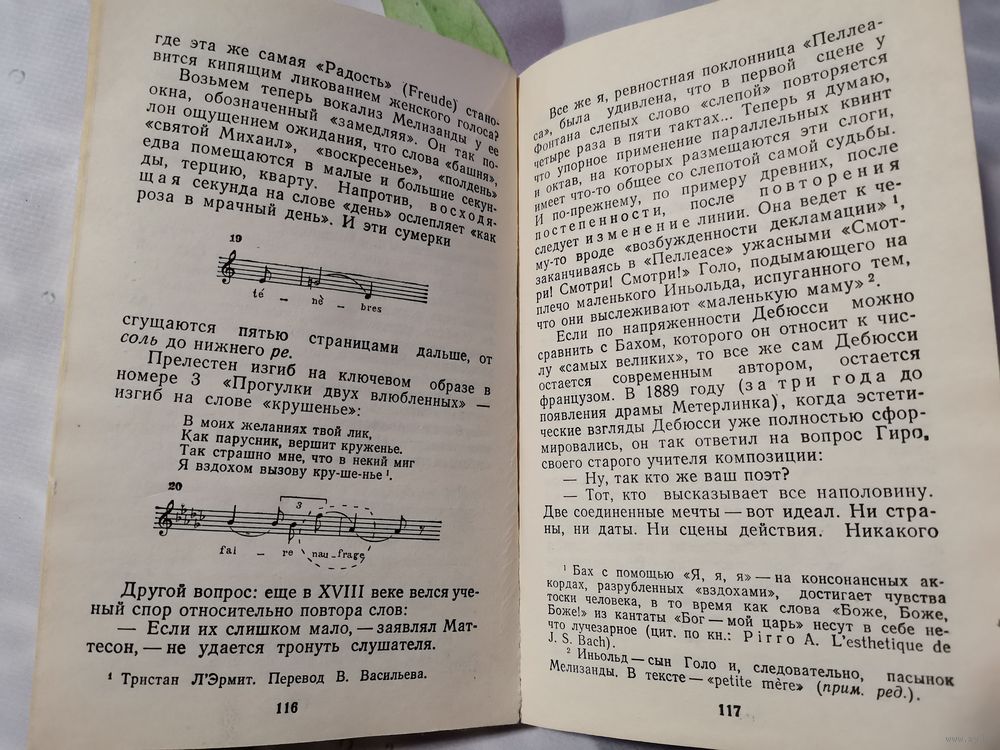 где эта же самая «Радость» (Freude) стано-
вится кипящим ликованием женского голоса?
Возьмем теперь вокализ Мелизанды у ее
окна, обозначенный «замедляя». Он так по-
лон ощущением ожидания, что слова «башня»,
«святой Михаил», «воскресенье», «полдень»
едва помещаются в малые и большие секун-
ды, терцию, кварту. Напротив, восходя-
щая секунда на слове «день» ослепляет «как
роза в мрачный день». И эти сумерки
19
té – nè – bres
сгущаются пятью страницами дальше, от
соль до нижнего ре.
Прелестен изгиб на ключевом образе в
номере 3 «Прогулки двух влюбленных» —
изгиб на слове «крушенье»:
В моих желаниях твой лик,
Как парусник, вершит круженье.
Так страшно мне, что в некий миг
Я вздохом вызову кру-ше-нье¹.
20
3
fai – re nau-frage
Другой вопрос: еще в XVIII веке велся уче-
ный спор относительно повтора слов:
— Если их слишком мало, — заявлял Мат-
тесон, — не удается тронуть слушателя.
¹ Тристан Л'Эрмит. Перевод В. Васильева.
116
Все же я, ревностная поклонница «Пеллеа-
са», была удивлена, что в первой сцене у
Фонтана слепых слово «слепой» повторяется
четыре раза в пяти тактах... Теперь я думаю,
что упорное применение параллельных квинт
и октав, на которых размещаются эти слоги,
имеет что-то общее со слепотой самой судьбы.
И по-прежнему, по примеру древних, после
постепенности, после повторения
следует изменение линии. Она ведет к че-
му-то вроде «возбужденности декламации»¹,
заканчиваясь в «Пеллеасе» ужасными «Смот-
ри! Смотри! Смотри!» Голо, подымающего на
плечо маленького Иньольда, испуганного тем,
что они выслеживают «маленькую маму»².
Если по напряженности Дебюсси можно
сравнить с Бахом, которого он относит к чис-
лу «самых великих», то все же сам Дебюсси
остается современным автором, остается
французом. В 1889 году (за три года до
появления драмы Метерлинка), когда эстети-
ческие взгляды Дебюсси уже полностью сфор-
мировались, он так ответил на вопрос Гиро,
своего старого учителя композиции:
— Ну, так кто же ваш поэт?
— Тот, кто высказывает все наполовину.
Две соединенные мечты — вот идеал. Ни стра-
ны, ни даты. Ни сцены действия. Никакого
¹ Бах с помощью «Я, я, я» — на консонансных ак-
кордах, разрубленных «вздохами», достигает чувства
тоски человека, в то время как слова «Боже, Боже,
Боже!» из кантаты «Бог — мой царь» несут в себе не-
что лучезарное (цит. по кн.: Pirro A. L'esthetique de
J. S. Bach).
² Иньольд — сын Голо и, следовательно, пасынок
Мелизанды. В тексте — «petite mère» (прим. ред.).
117